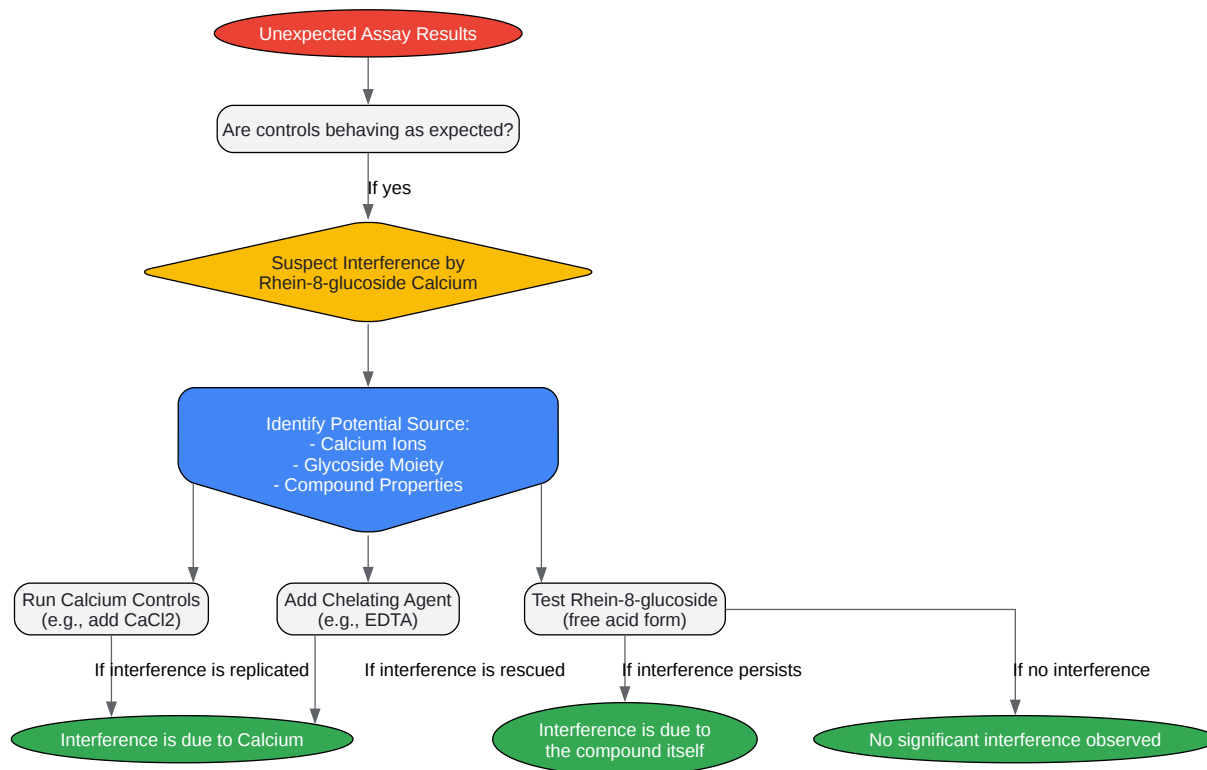 Unexpected Assay Results
Are controls behaving as expected?
If yes
Suspect Interference by
Rhein-8-glucoside Calcium
Identify Potential Source:
- Calcium Ions
- Glycoside Moiety
- Compound Properties
Run Calcium Controls
(e.g., add CaCl2)
Add Chelating Agent
(e.g., EDTA)
Test Rhein-8-glucoside
(free acid form)
If interference is replicated
If interference is rescued
If interference persists
If no interference
Interference is due to Calcium
Interference is due to
the compound itself
No significant interference observed